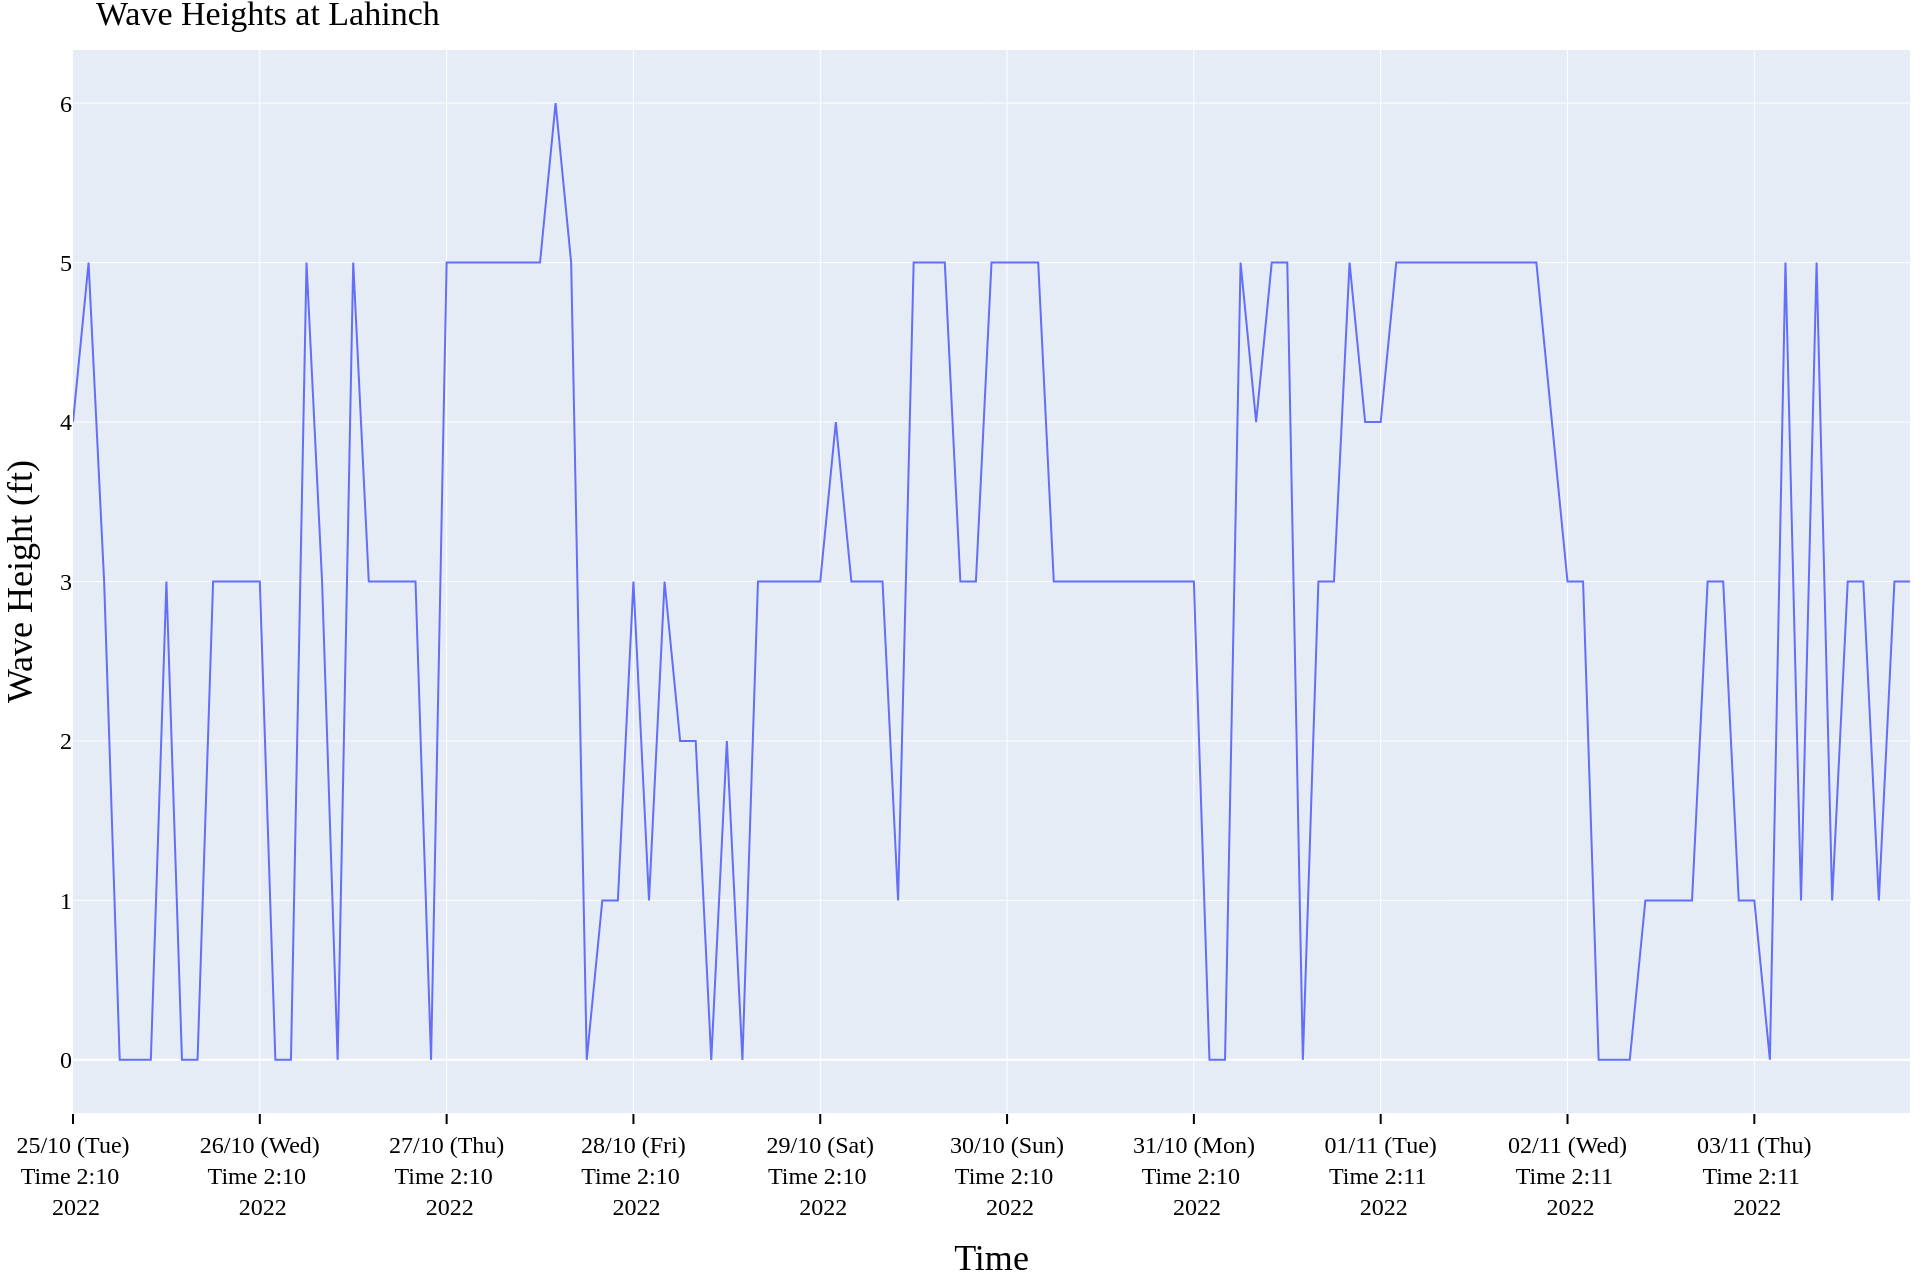 Wave Heights at Lahinch
Wave Height (ft)
6
5
4
3
2
1
0
25/10 (Tue) 26/10 (Wed) 27/10 (Thu) 28/10 (Fri) 29/10 (Sat) 30/10 (Sun) 31/10 (Mon) 01/11 (Tue) 02/11 (Wed) 03/11 (Thu)
Time 2:10 Time 2:10 Time 2:10 Time 2:10 Time 2:10 Time 2:10 Time 2:10 Time 2:11 Time 2:11 Time 2:11
2022 2022 2022 2022 2022 2022 2022 2022 2022 2022
Time